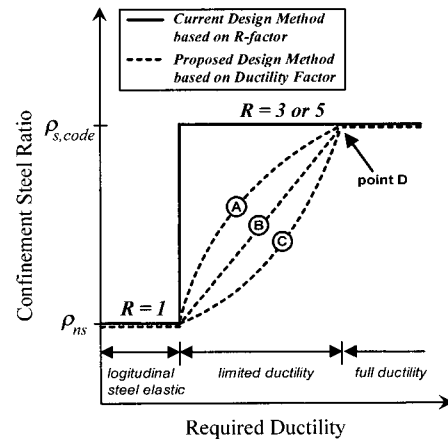 Current Design Method
based on R-factor
Proposed Design Method
based on Ductility Factor
R = 3 or 5
ρs,code
point D
A
B
C
Confinement Steel Ratio
R = 1
ρns
logitudinal
steel elastic
limited ductility
full ductility
Required Ductility